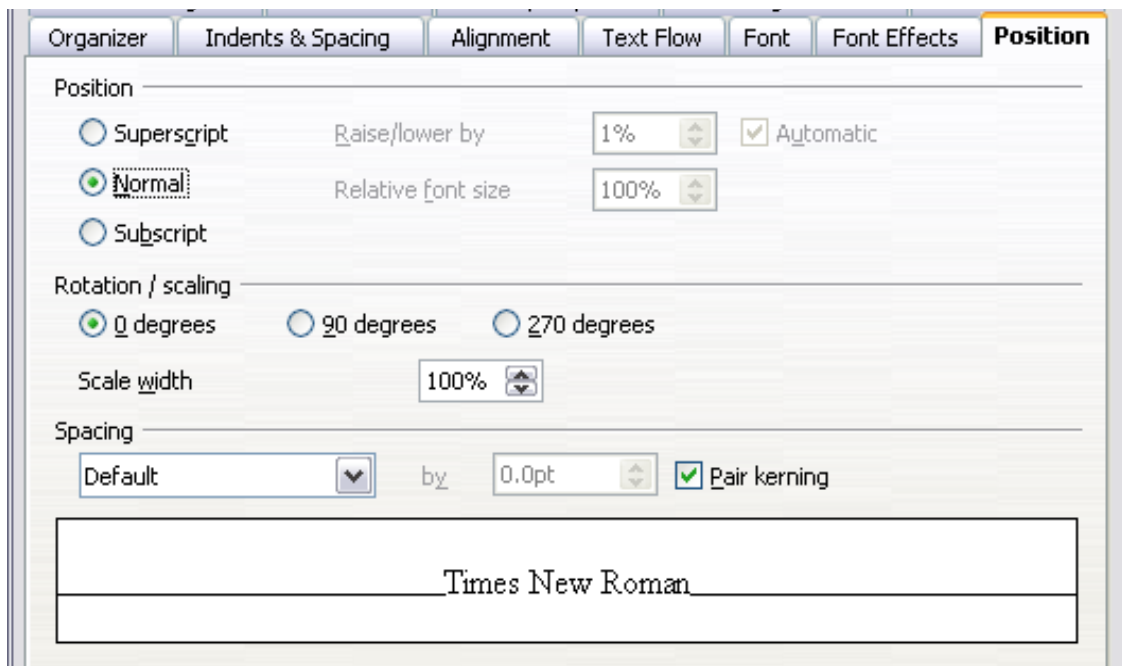 Organizer Indents & Spacing Alignment Text Flow Font Font Effects Position
Position
Superscript Raise/lower by 1% Automatic
Normal Relative font size 100%
Subscript
Rotation / scaling
0 degrees 90 degrees 270 degrees
Scale width 100%
Spacing
Default by 0.0pt Pair kerning
Times New Roman